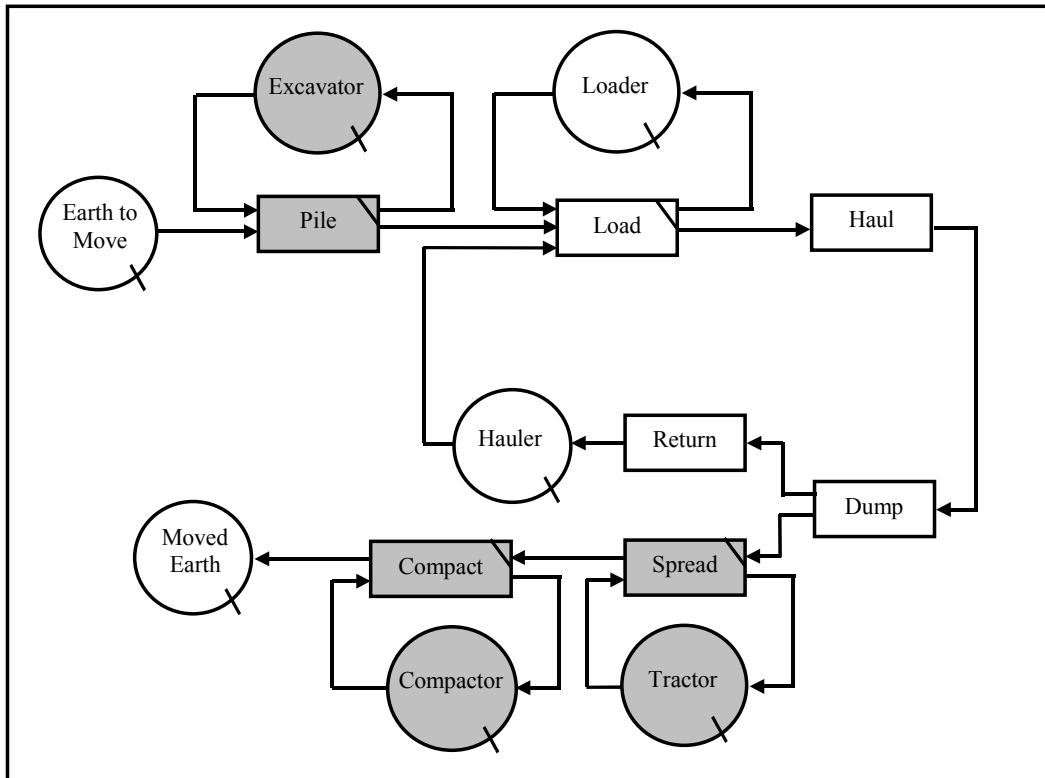 Excavator
Loader
Earth to
Move
Pile
Load
Haul
Hauler
Return
Dump
Moved
Earth
Compact
Spread
Compactor
Tractor